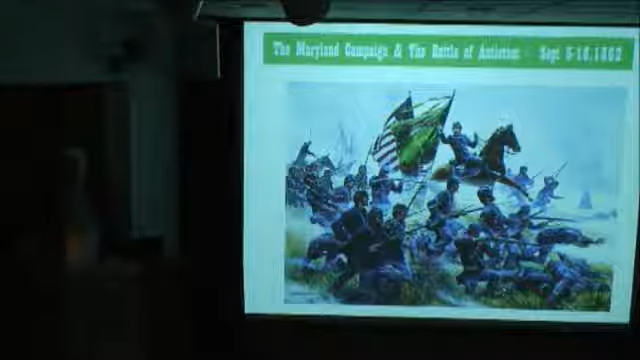 The Maryland Campaign & The Battle of Antietam - Sept 5-18,1862